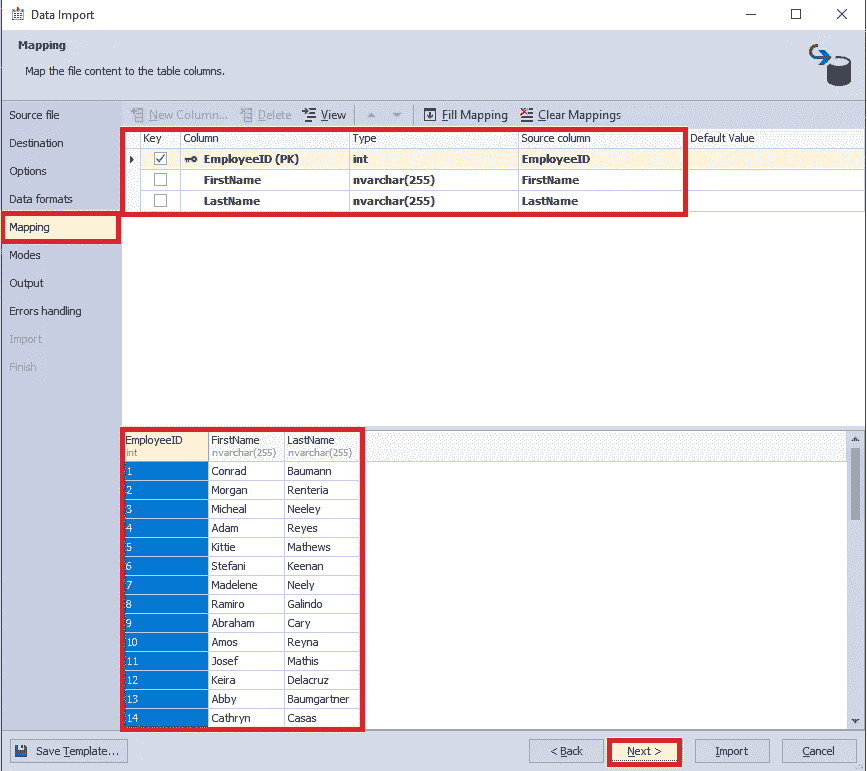 Data Import
Mapping
Map the file content to the table columns.
Source file
Destination
Options
Data formats
Mapping
Modes
Output
Errors handling
Import
Finish
New Column... Delete View Fill Mapping Clear Mappings
Key Column Type Source column Default Value
EmployeeID (PK) int EmployeeID
FirstName nvarchar(255) FirstName
LastName nvarchar(255) LastName
EmployeeID FirstName LastName
int nvarchar(255) nvarchar(255)
1 Conrad Baumann
2 Morgan Renteria
3 Micheal Neeley
4 Adam Reyes
5 Kittie Mathews
6 Stefani Keenan
7 Madelene Neely
8 Ramiro Galindo
9 Abraham Cary
10 Amos Reyna
11 Josef Mathis
12 Keira Delacruz
13 Abby Baumgartner
14 Cathryn Casas
Save Template... < Back Next > Import Cancel